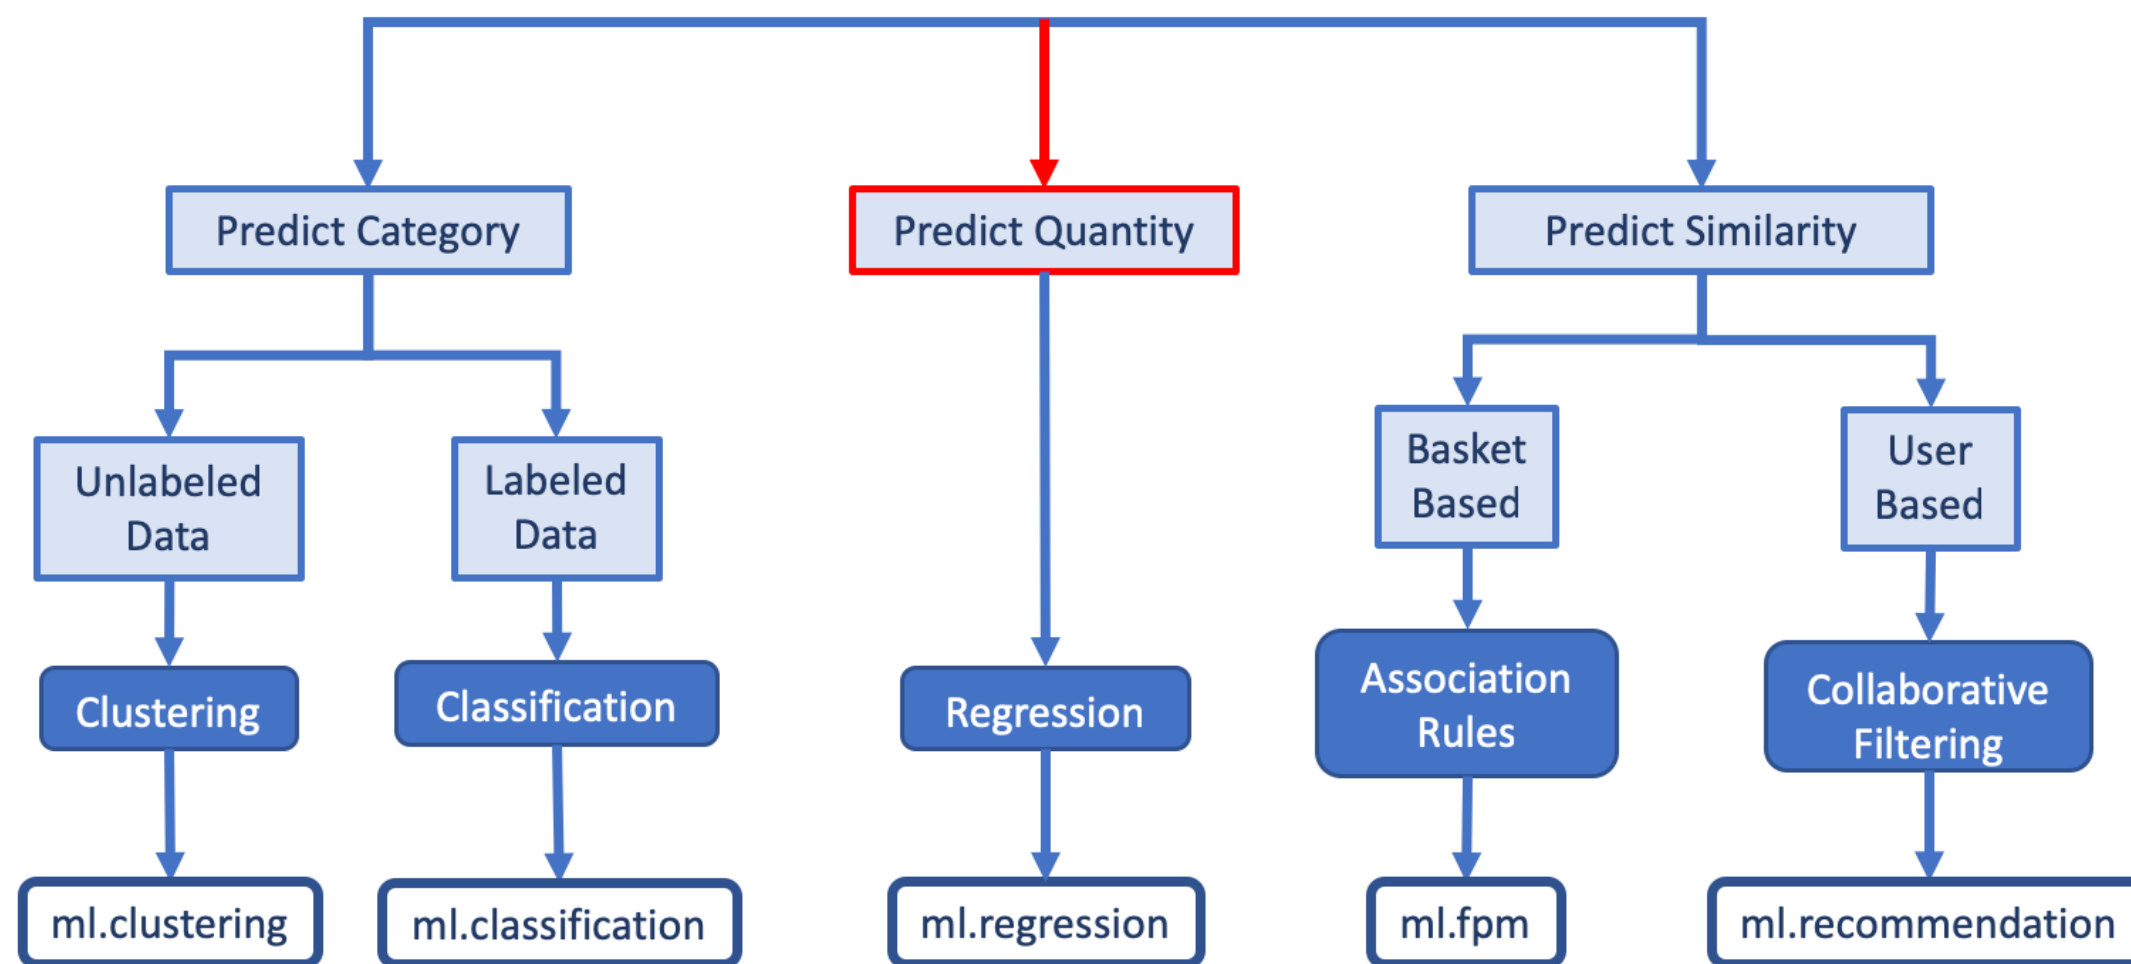 Predict Category
Predict Quantity
Predict Similarity
Unlabeled
Data
Labeled
Data
Basket
Based
User
Based
Clustering
Classification
Regression
Association
Rules
Collaborative
Filtering
ml.clustering
ml.classification
ml.regression
ml.fpm
ml.recommendation